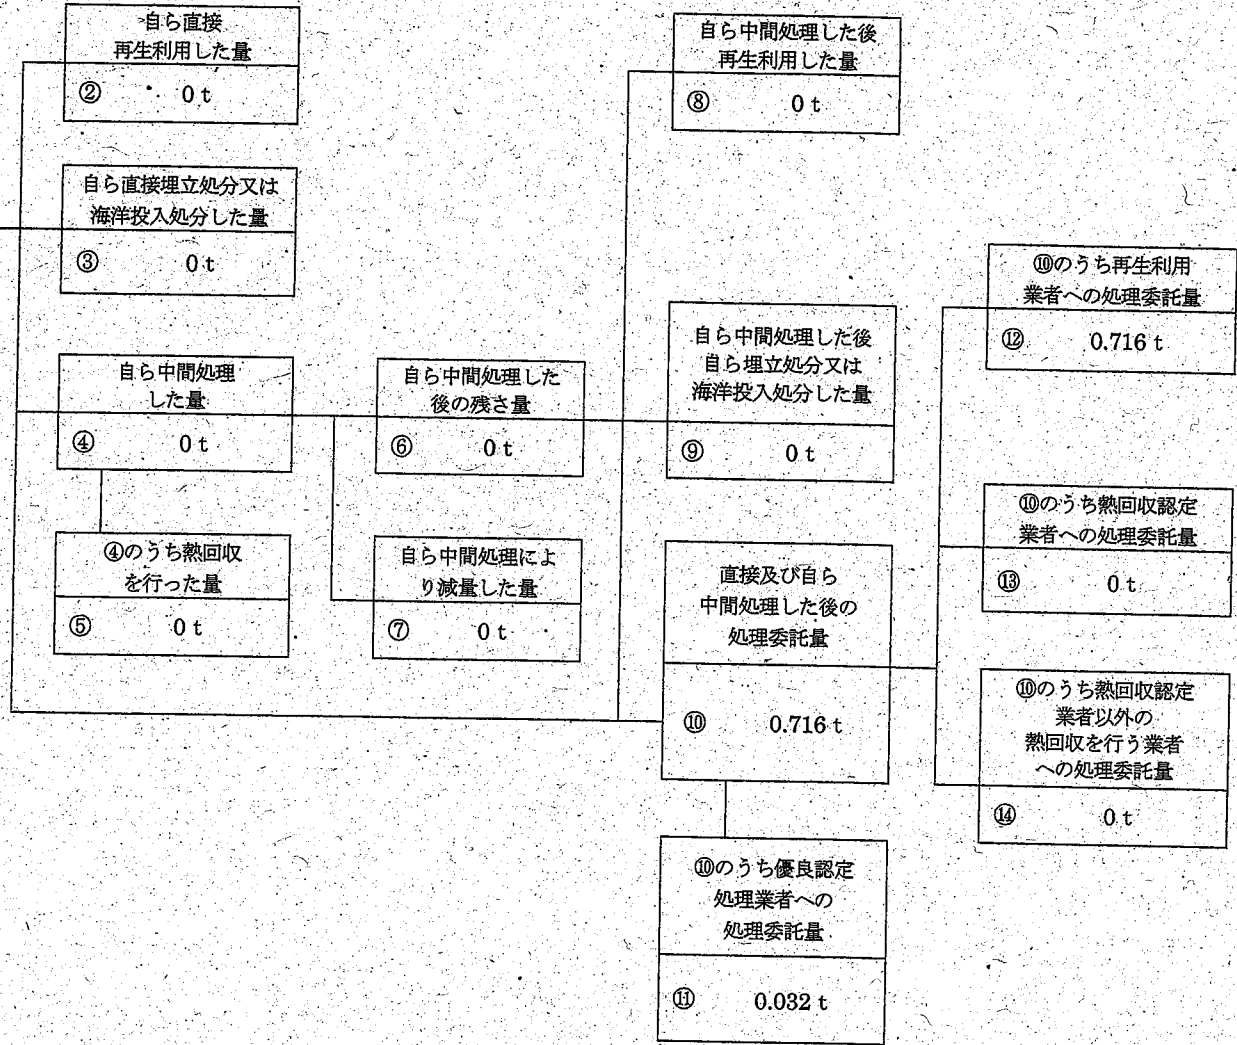 自ら直接
再生利用した量
② 0 t
自ら直接埋立処分又は
海洋投入処分した量
③ 0 t
自ら中間処理
した量
④ 0 t
④のうち熱回収
を行った量
⑤ 0 t
自ら中間処理した
後の残さ量
⑥ 0 t
自ら中間処理によ
り減量した量
⑦ 0 t
自ら中間処理した後
再生利用した量
⑧ 0 t
自ら中間処理した後
自ら埋立処分又は
海洋投入処分した量
⑨ 0 t
直接及び自ら
中間処理した後の
処理委託量
⑩ 0.716 t
⑩のうち優良認定
処理業者への
処理委託量
⑪ 0.032 t
⑩のうち再生利用
業者への処理委託量
⑫ 0.716 t
⑩のうち熱回収認定
業者への処理委託量
⑬ 0 t
⑩のうち熱回収認定
業者以外の
熱回収を行う業者
への処理委託量
⑭ 0 t